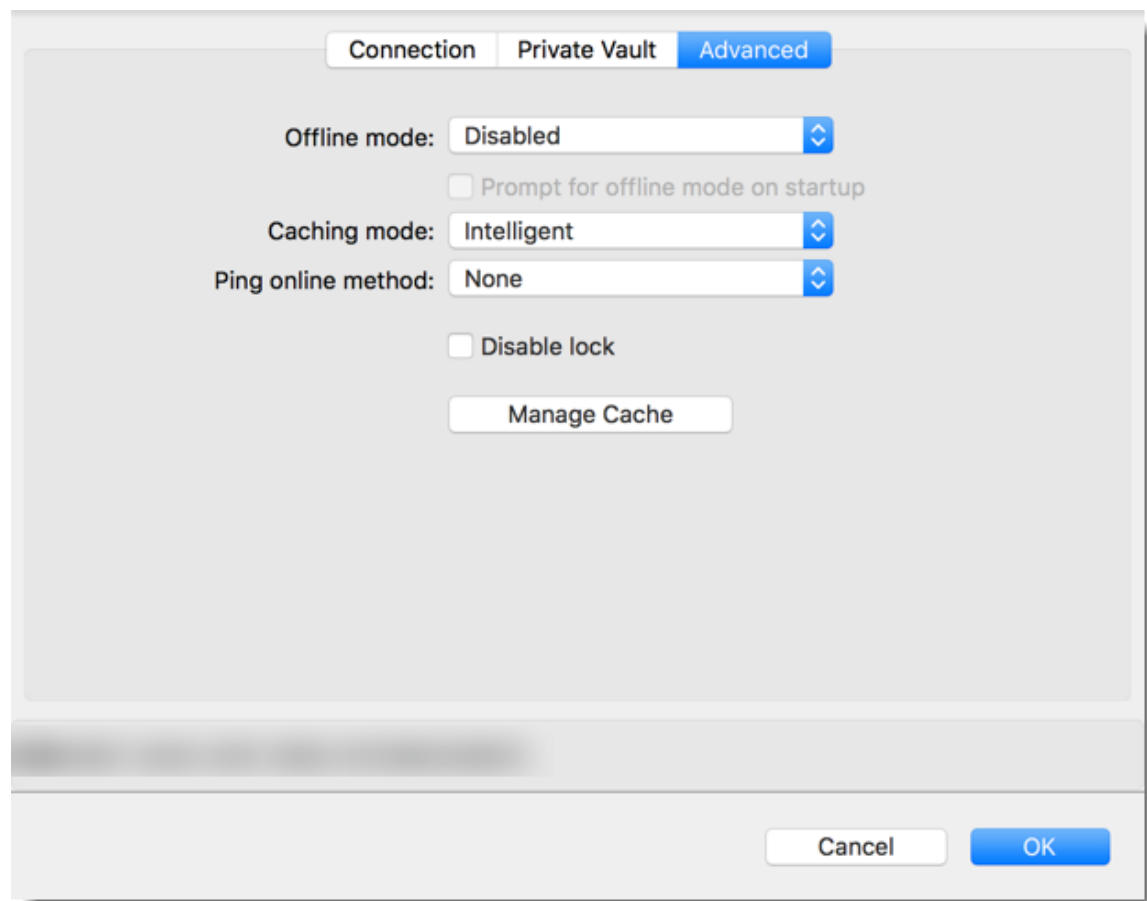 Connection Private Vault Advanced
Offline mode: Disabled
Prompt for offline mode on startup
Caching mode: Intelligent
Ping online method: None
Disable lock
Manage Cache
Cancel OK